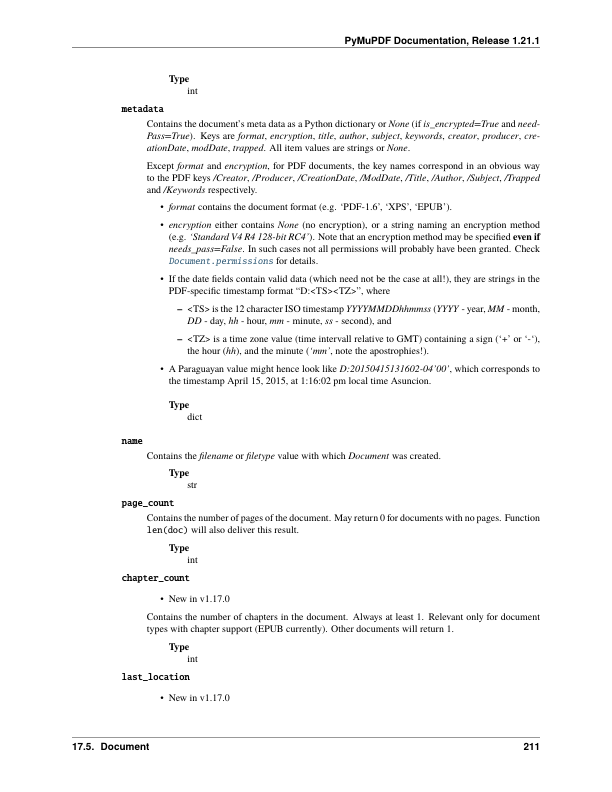 PyMuPDF Documentation, Release 1.21.1
Type
int
metadata
Contains the document's meta data as a Python dictionary or None (if is_encrypted=True and need-
Pass=True). Keys are format, encryption, title, author, subject, keywords, creator, producer, cre-
ationDate, modDate, trapped. All item values are strings or None.
Except format and encryption, for PDF documents, the key names correspond in an obvious way
to the PDF keys /Creator, /Producer, /CreationDate, /ModDate, /Title, /Author, /Subject, /Trapped
and /Keywords respectively.
• format contains the document format (e.g. ‘PDF-1.6’, ‘XPS’, ‘EPUB’).
• encryption either contains None (no encryption), or a string naming an encryption method
(e.g. ‘Standard V4 R4 128-bit RC4’). Note that an encryption method may be specified even if
needs_pass=False. In such cases not all permissions will probably have been granted. Check
Document.permissions for details.
• If the date fields contain valid data (which need not be the case at all!), they are strings in the
PDF-specific timestamp format “D:<TS><TZ>”, where
– <TS> is the 12 character ISO timestamp YYYYMMDDhhmmss (YYYY - year, MM - month,
DD - day, hh - hour, mm - minute, ss - second), and
– <TZ> is a time zone value (time intervall relative to GMT) containing a sign (‘+’ or ‘-‘),
the hour (hh), and the minute (‘mm’, note the apostrophies!).
• A Paraguayan value might hence look like D:20150415131602-04’00’, which corresponds to
the timestamp April 15, 2015, at 1:16:02 pm local time Asuncion.
Type
dict
name
Contains the filename or filetype value with which Document was created.
Type
str
page_count
Contains the number of pages of the document. May return 0 for documents with no pages. Function
len(doc) will also deliver this result.
Type
int
chapter_count
• New in v1.17.0
Contains the number of chapters in the document. Always at least 1. Relevant only for document
types with chapter support (EPUB currently). Other documents will return 1.
Type
int
last_location
• New in v1.17.0
17.5. Document 211